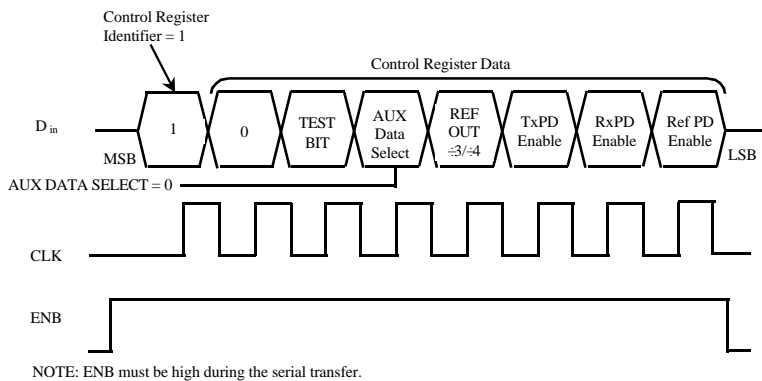 Control Register
Identifier = 1
Control Register Data
D in
MSB
1
0
TEST
BIT
AUX
Data
Select
REF
OUT
÷3/÷4
TxPD
Enable
RxPD
Enable
Ref PD
Enable
LSB
AUX DATA SELECT = 0
CLK
ENB
NOTE: ENB must be high during the serial transfer.